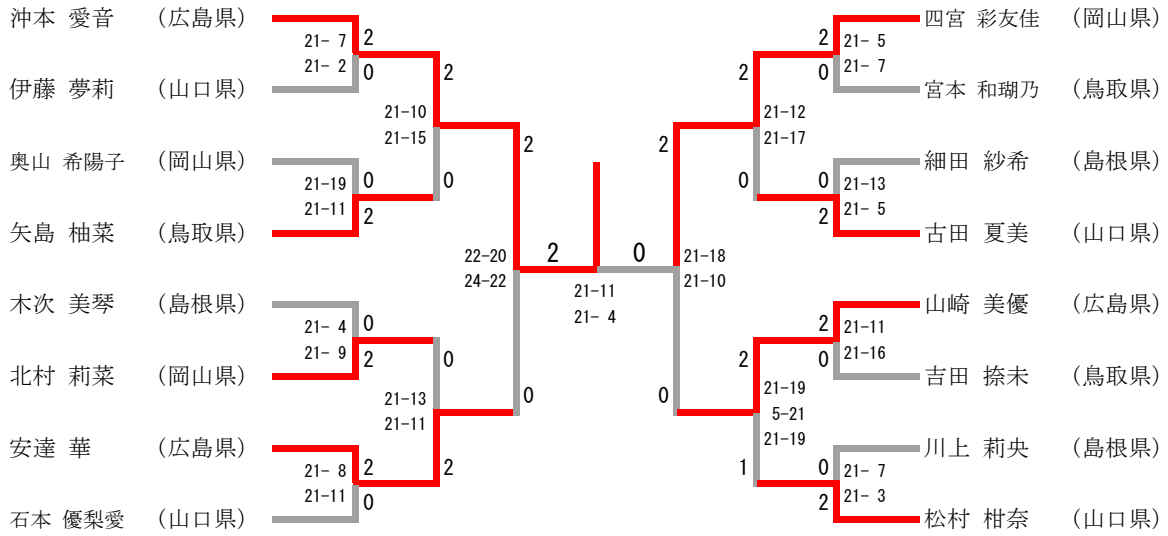 沖本 愛音 (広島県)
21- 7 2
21- 2 0
伊藤 夢莉 (山口県)
2
21-10
21-15
0
奥山 希陽子 (岡山県)
21-19 0
21-11 2
矢島 柚菜 (鳥取県)
2
22-20
24-22
0
木次 美琴 (島根県)
21- 4 0
21- 9 2
北村 莉菜 (岡山県)
0
21-13
21-11
2
安達 華 (広島県)
21- 8 2
21-11 0
石本 優梨愛 (山口県)
2 0
21-11
21- 4
四宮 彩友佳 (岡山県)
2 21- 5
0 21- 7
宮本 和瑚乃 (鳥取県)
2
21-12
21-17
0
細田 紗希 (島根県)
0 21-13
2 21- 5
古田 夏美 (山口県)
2
21-18
21-10
0
山崎 美優 (広島県)
2 21-11
0 21-16
吉田 捺未 (鳥取県)
2
21-19
5-21
21-19
1
川上 莉央 (島根県)
0 21- 7
2 21- 3
松村 柑奈 (山口県)